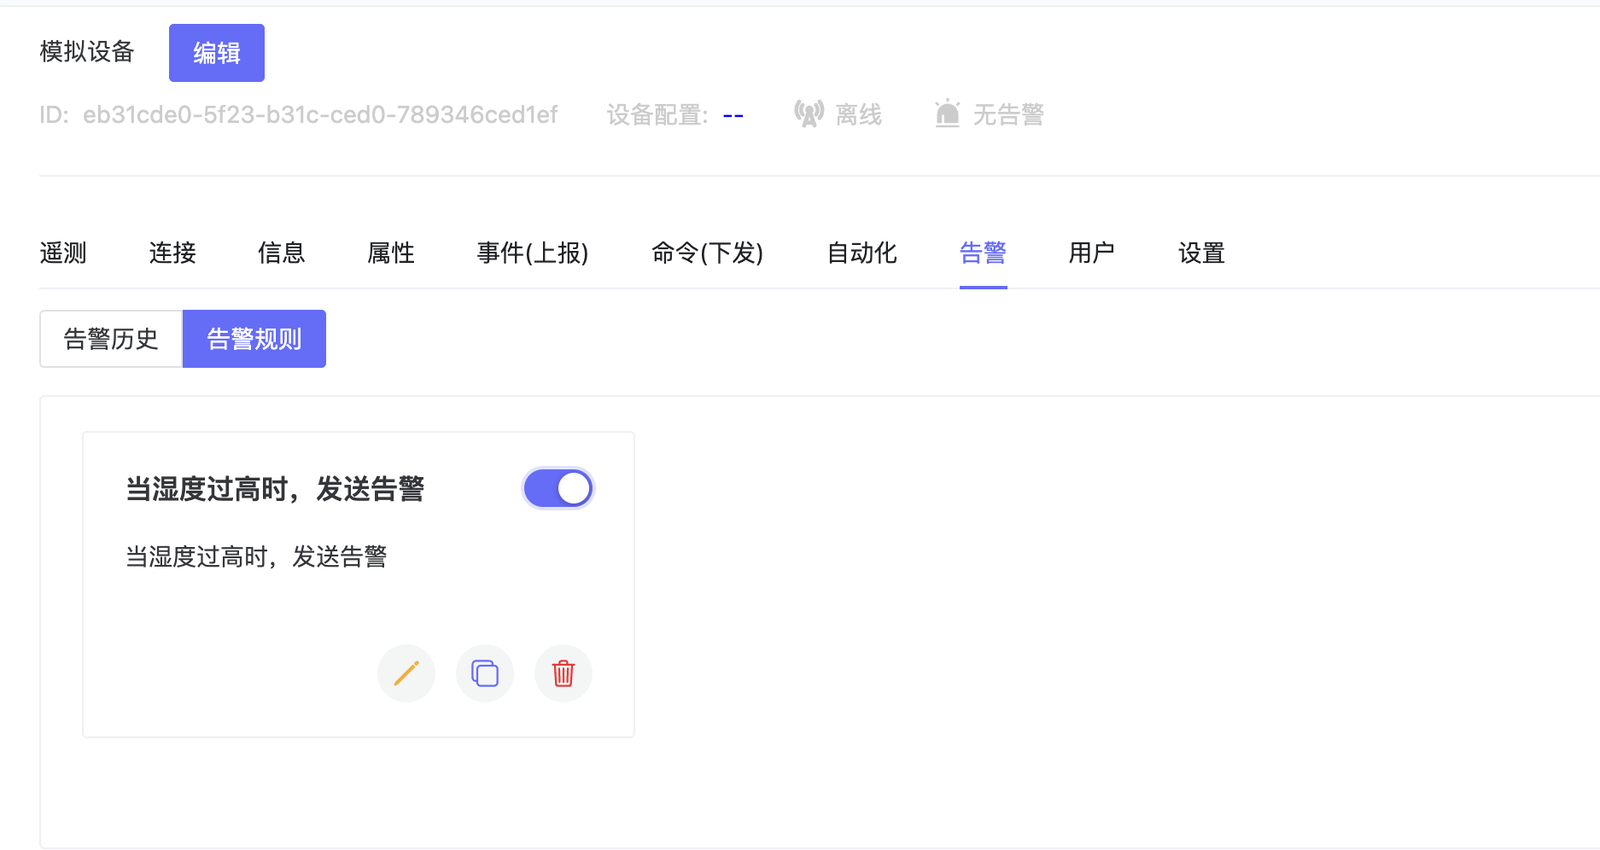 模拟设备 编辑
ID: eb31cde0-5f23-b31c-ced0-789346ced1ef 设备配置: -- 离线 无告警
遥测 连接 信息 属性 事件(上报) 命令(下发) 自动化 告警 用户 设置
告警历史 告警规则
当湿度过高时，发送告警
当湿度过高时，发送告警